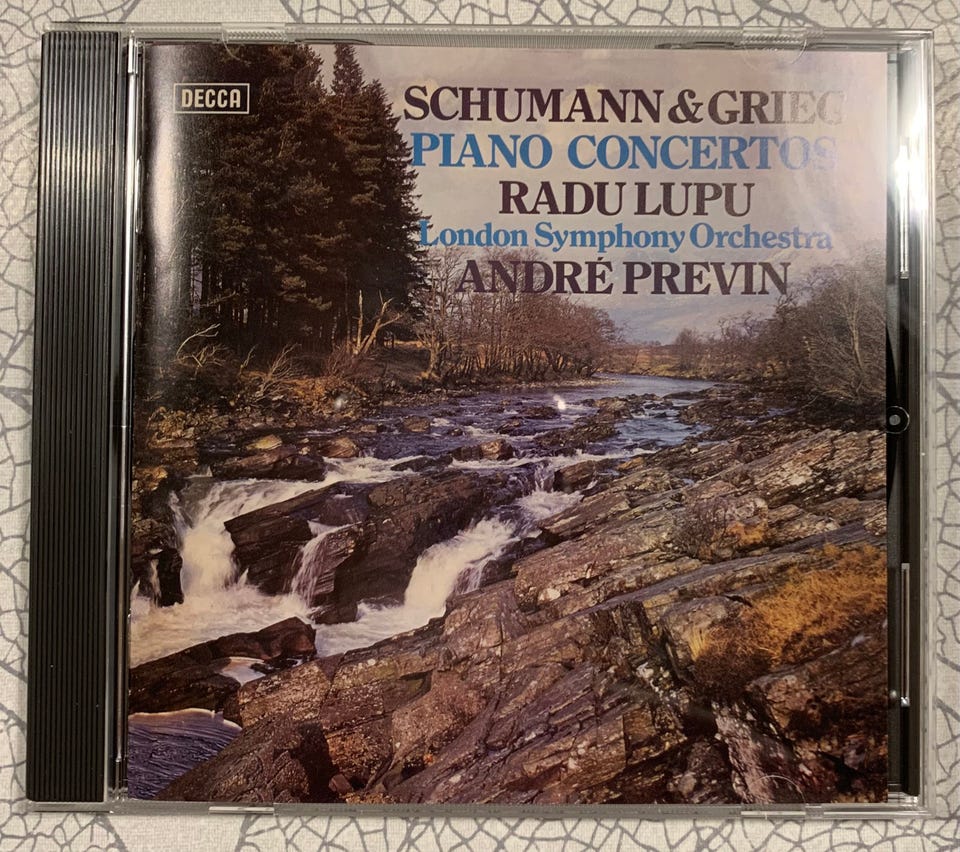 DECCA
SCHUMANN & GRIEG
PIANO CONCERTOS
RADU LUPU
London Symphony Orchestra
ANDRÉ PREVIN